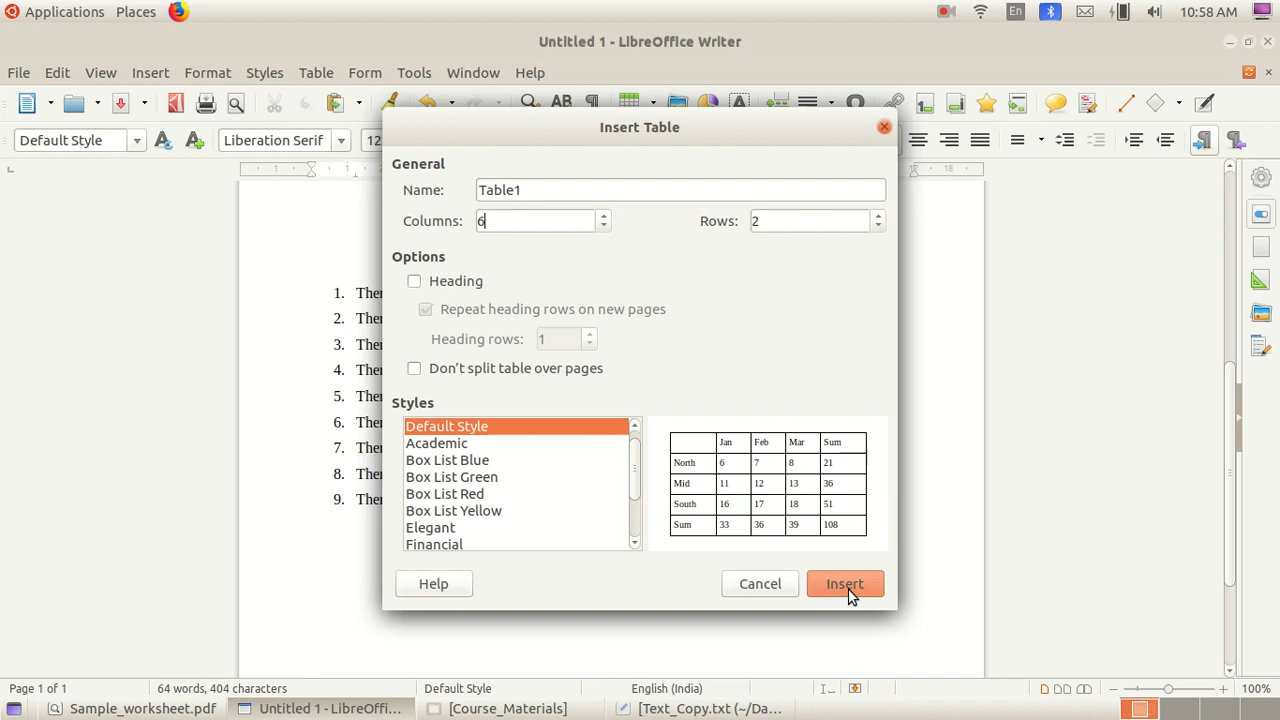 Applications Places En 10:58 AM
Untitled 1 - LibreOffice Writer
File Edit View Insert Format Styles Table Form Tools Window Help
Default Style Liberation Serif 12
Insert Table
General
Name: Table1
Columns: 6 Rows: 2
Options
Heading
Repeat heading rows on new pages
Heading rows: 1
Don't split table over pages
Styles
Default Style
Academic
Box List Blue
Box List Green
Box List Red
Box List Yellow
Elegant
Financial
Jan Feb Mar Sum
North 6 7 8 21
Mid 11 12 13 36
South 16 17 18 51
Sum 33 36 39 108
Help Cancel Insert
1. Ther
2. Ther
3. Ther
4. Ther
5. Ther
6. Ther
7. Ther
8. Ther
9. Ther
Page 1 of 1 64 words, 404 characters Default Style English (India) 100%
Sample_worksheet.pdf Untitled 1 - LibreOffi... [Course_Materials] [Text_Copy.txt (~/Da...